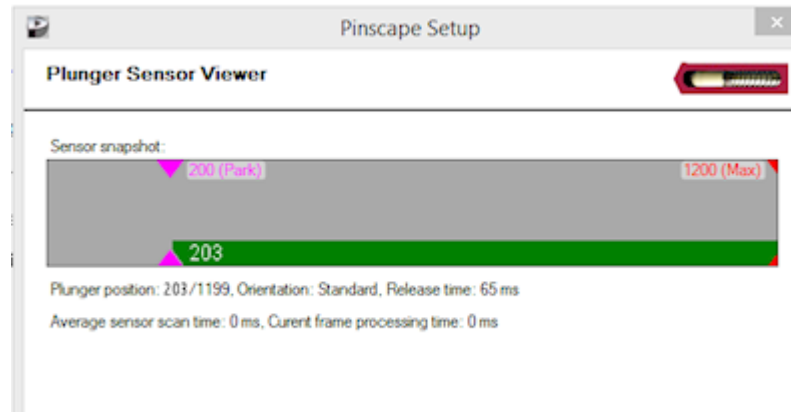 Pinscape Setup
Plunger Sensor Viewer
Sensor snapshot:
200 (Park)
1200 (Max)
203
Plunger position: 203/1199, Orientation: Standard, Release time: 65 ms
Average sensor scan time: 0 ms, Curent frame processing time: 0 ms